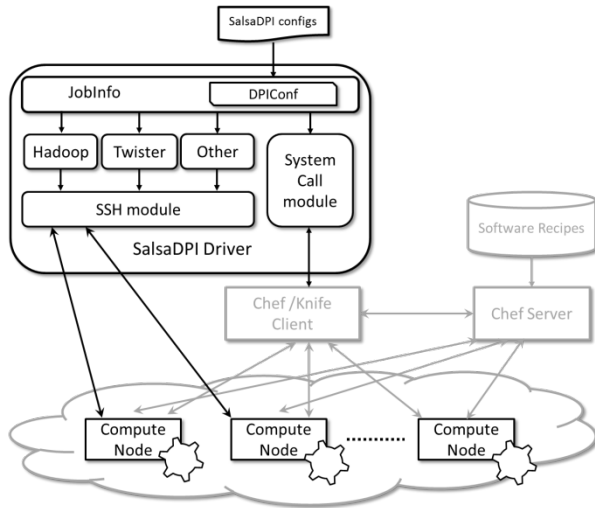 SalsaDPI configs
JobInfo
DPIConf
Hadoop
Twister
Other
System
Call
module
SSH module
SalsaDPI Driver
Software Recipes
Chef /Knife
Client
Chef Server
Compute
Node
Compute
Node
Compute
Node